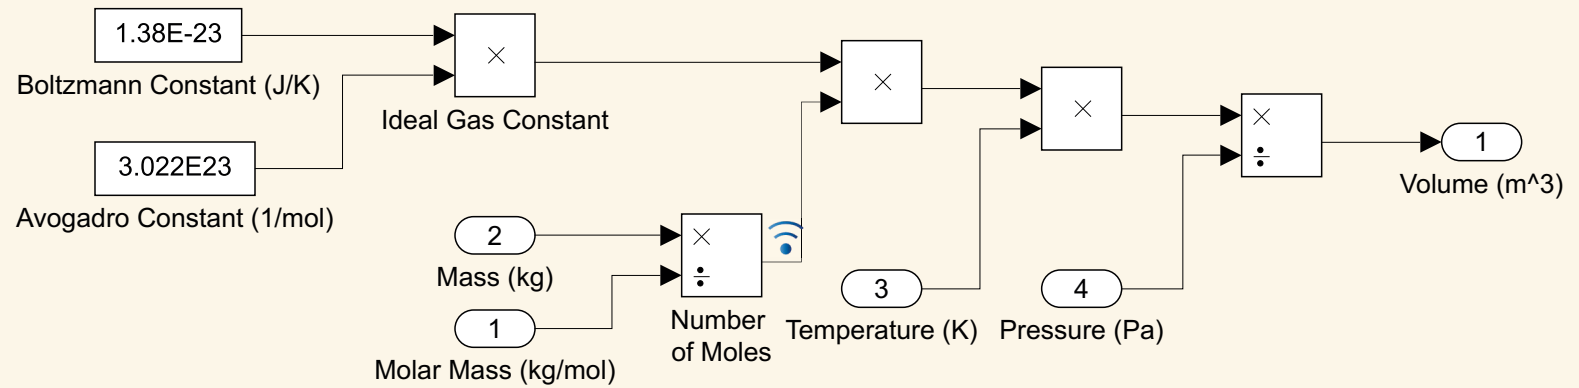 1.38E-23
Boltzmann Constant (J/K)
×
Ideal Gas Constant
3.022E23
Avogadro Constant (1/mol)
2
Mass (kg)
1
Molar Mass (kg/mol)
×
÷
Number
of Moles
×
3
Temperature (K)
×
4
Pressure (Pa)
×
÷
1
Volume (m^3)